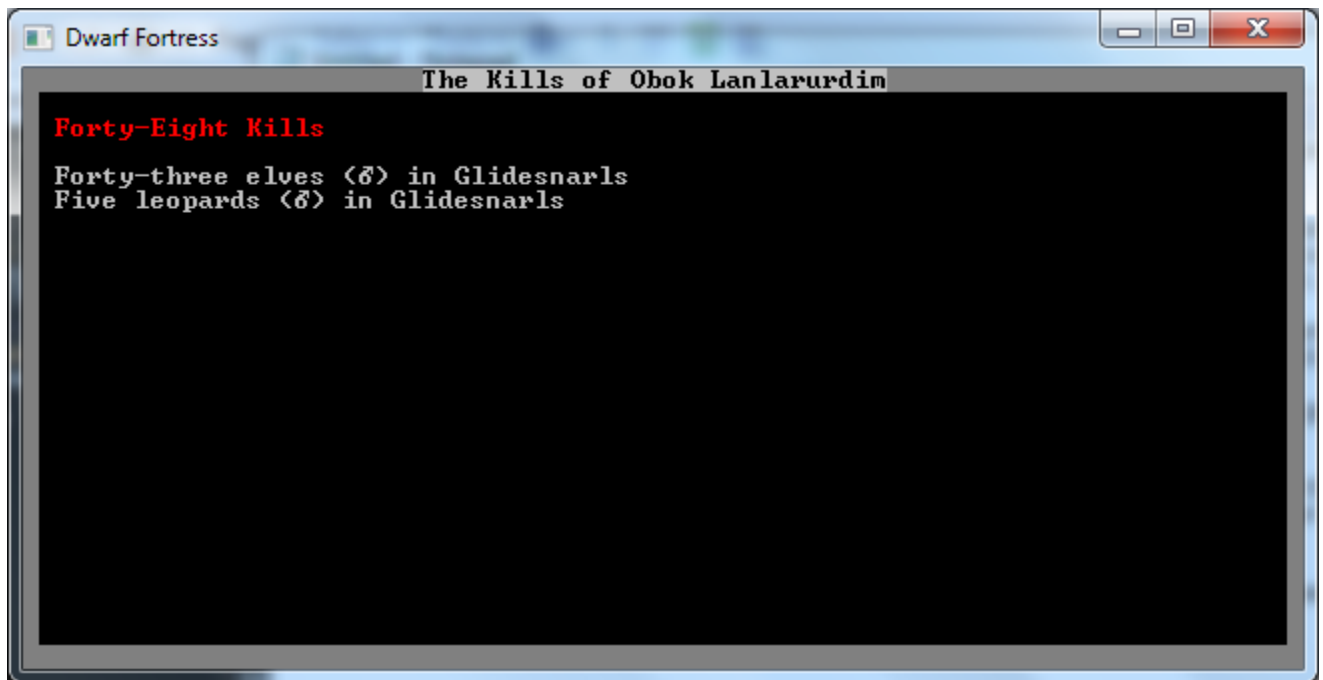 Dwarf Fortress
The Kills of Obok Lanlarurdim
Forty-Eight Kills
Forty-three elves (♂) in Glidesnarls
Five leopards (♂) in Glidesnarls